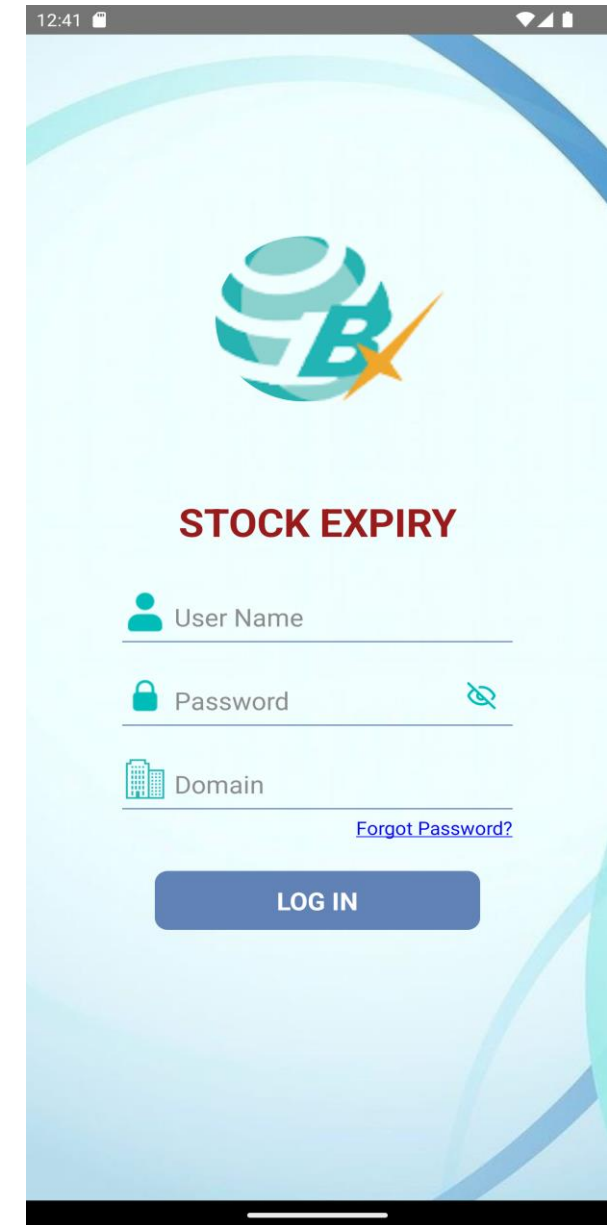 12:41
B
STOCK EXPIRY
User Name
Password
Domain
Forgot Password?
LOG IN